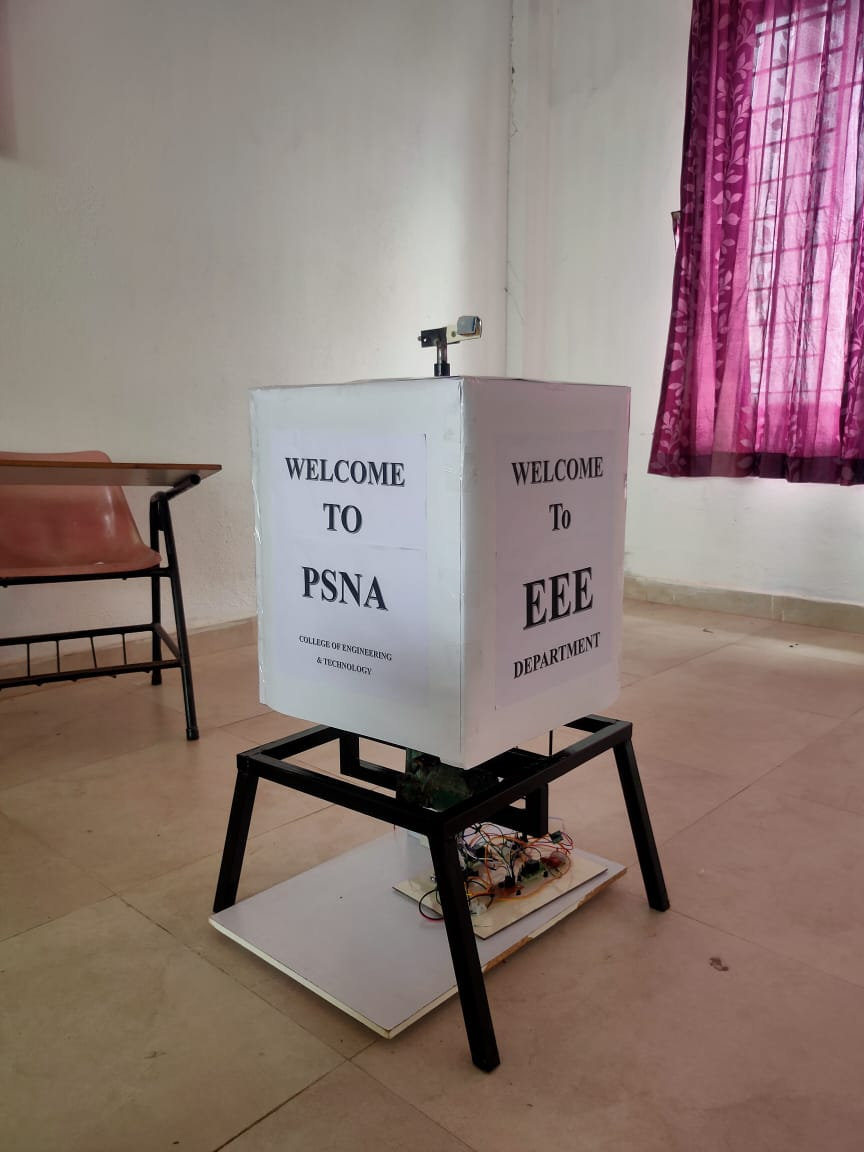 WELCOME
TO
PSNA
COLLEGE OF ENGINEERING
& TECHNOLOGY
WELCOME
To
EEE
DEPARTMENT